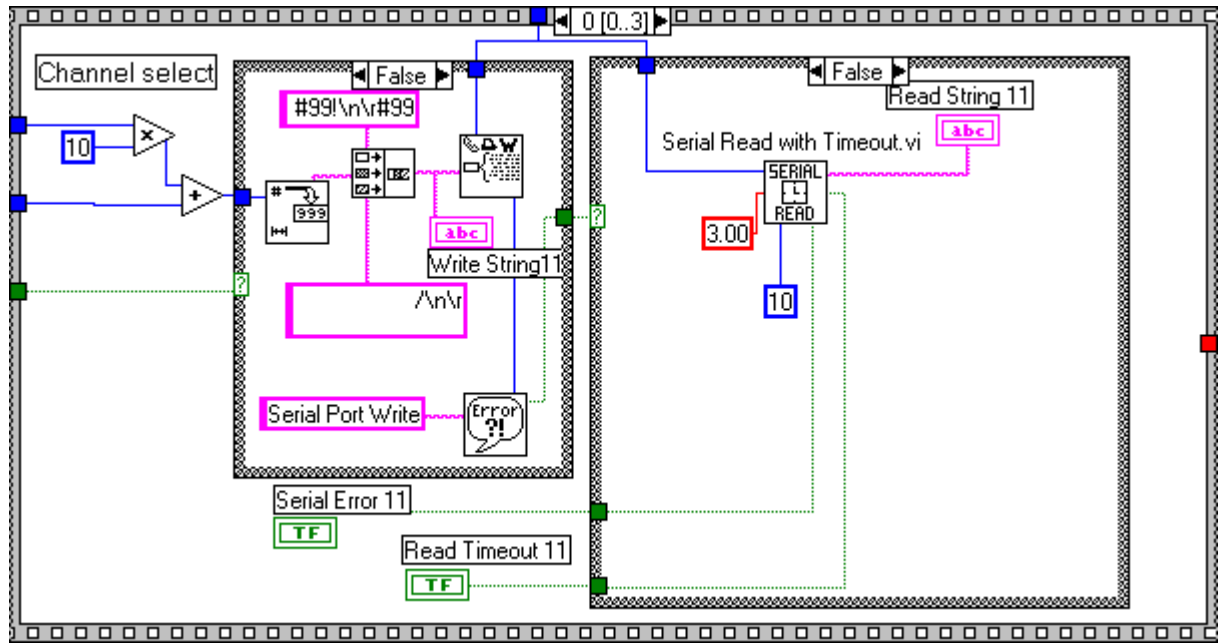 0 [0..3]
Channel select
False
False
#99!\n\r#99
Read String 11
abc
10
Serial Read with Timeout.vi
W
SERIAL
READ
#
999
3.00
abc
Write String11
10
/\n\r
Serial Port Write
Error
?!
Serial Error 11
TF
Read Timeout 11
TF